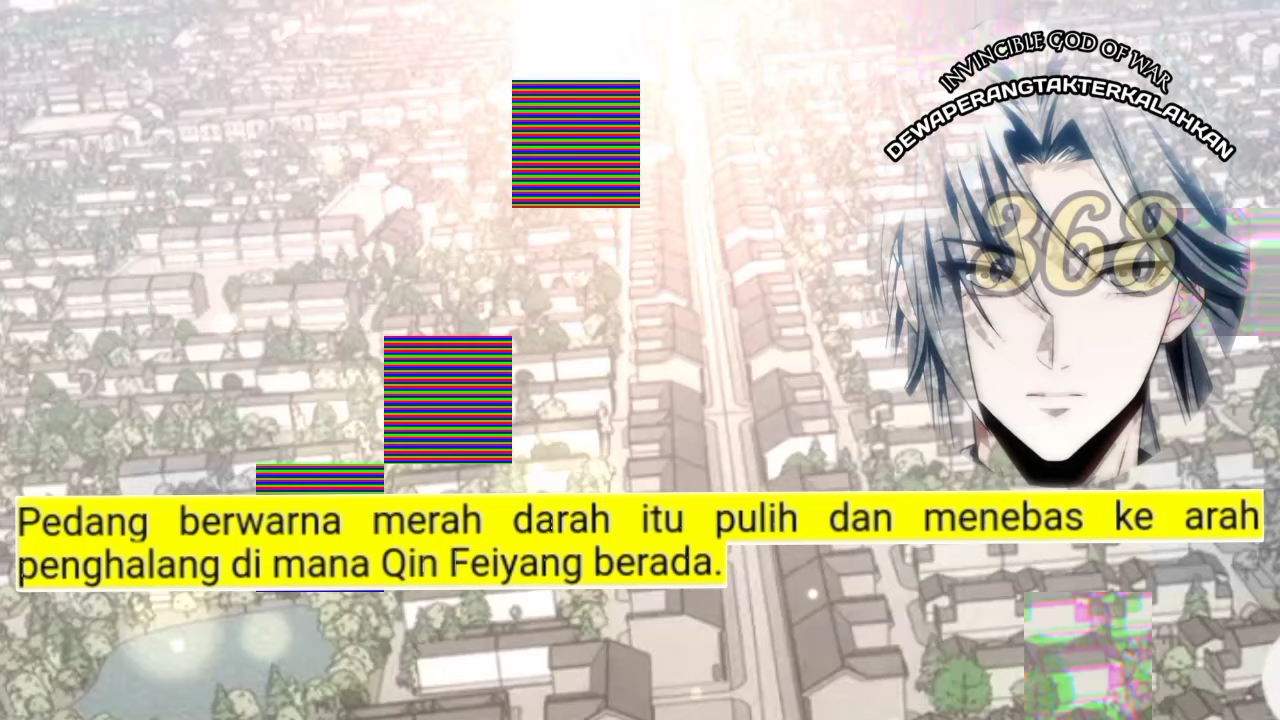 INVINCIBLE GOD OF WAR
DEWAPERANGTAKTERKALAHKAN
368
Pedang berwarna merah darah itu pulih dan menebas ke arah
penghalang di mana Qin Feiyang berada.